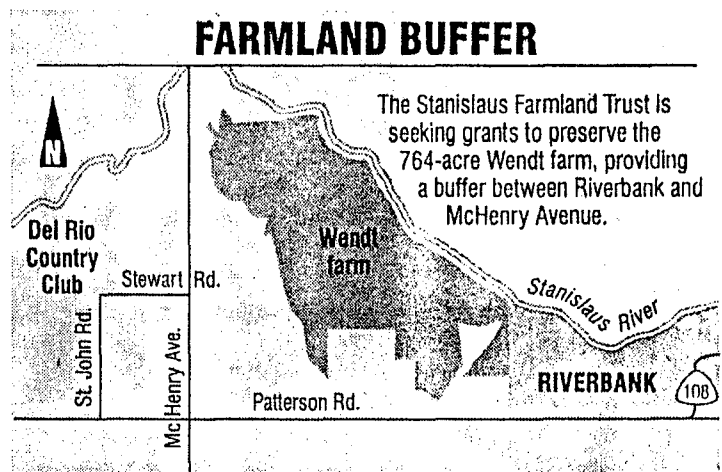 FARMLAND BUFFER
The Stanislaus Farmland Trust is
seeking grants to preserve the
764-acre Wendt farm, providing
a buffer between Riverbank and
McHenry Avenue.
N
Del Rio
Country
Club
Wendt
farm
Stewart Rd.
Stanislaus River
St. John Rd.
Mc Henry Ave.
Patterson Rd.
RIVERBANK
108